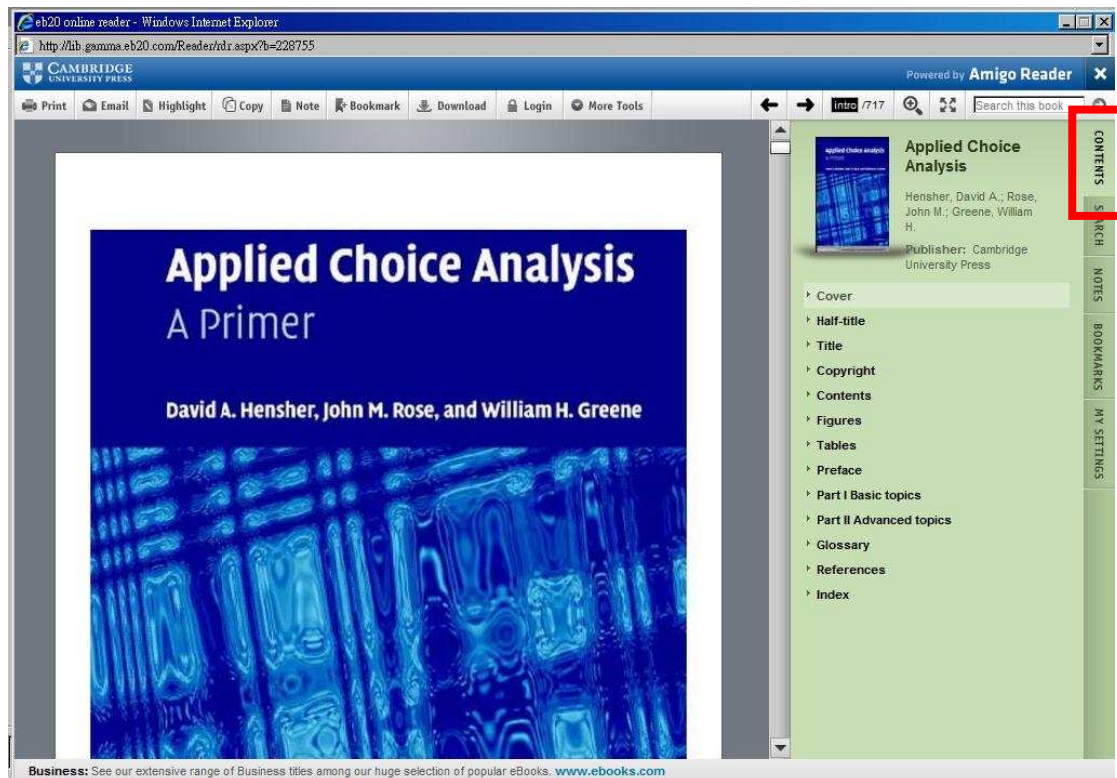 eb20 online reader - Windows Internet Explorer
http://lib.gamma.eb20.com/Reader/rdr.aspx?b=228755
CAMBRIDGE
UNIVERSITY PRESS
Powered by Amigo Reader
Print Email Highlight Copy Note Bookmark Download Login More Tools intro /717 Search this book
Applied Choice Analysis
A Primer
David A. Hensher, John M. Rose, and William H. Greene
Applied Choice
Analysis
Hensher, David A.; Rose,
John M.; Greene, William
H.
Publisher: Cambridge
University Press
Cover
Half-title
Title
Copyright
Contents
Figures
Tables
Preface
Part I Basic topics
Part II Advanced topics
Glossary
References
Index
CONTENTS
SEARCH
NOTES
BOOKMARKS
MY SETTINGS
Business: See our extensive range of Business titles among our huge selection of popular eBooks. www.ebooks.com